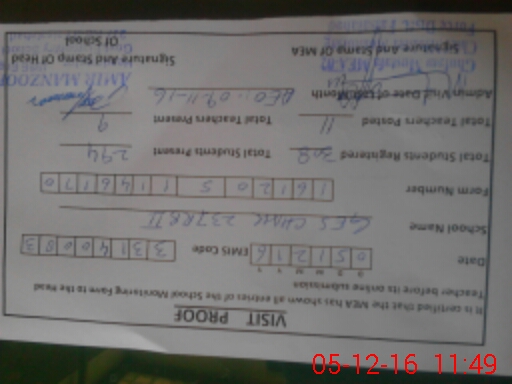 VISIT PROOF
It is certified that the MEA has shown all entries of the School Monitoring Farm to the Head
Teacher before its online submission
Date 0 5 1 2 1 6 EMIS Code 3 3 1 3 4 0 0 8 3
School Name GES CHAK 237RB II
Form Number 1 6 1 2 0 5 1 1 4 6 1 7 0
Total Students Registered 308 Total Students Present 294
Total Teachers Posted 11 Total Teachers Present 9
Admin Visit Date of Last Month AEO: 09-11-16
Signature And Stamp Of MEA Signature And Stamp Of Head
Of School
AMIR MANZOOR
05-12-16 11:49